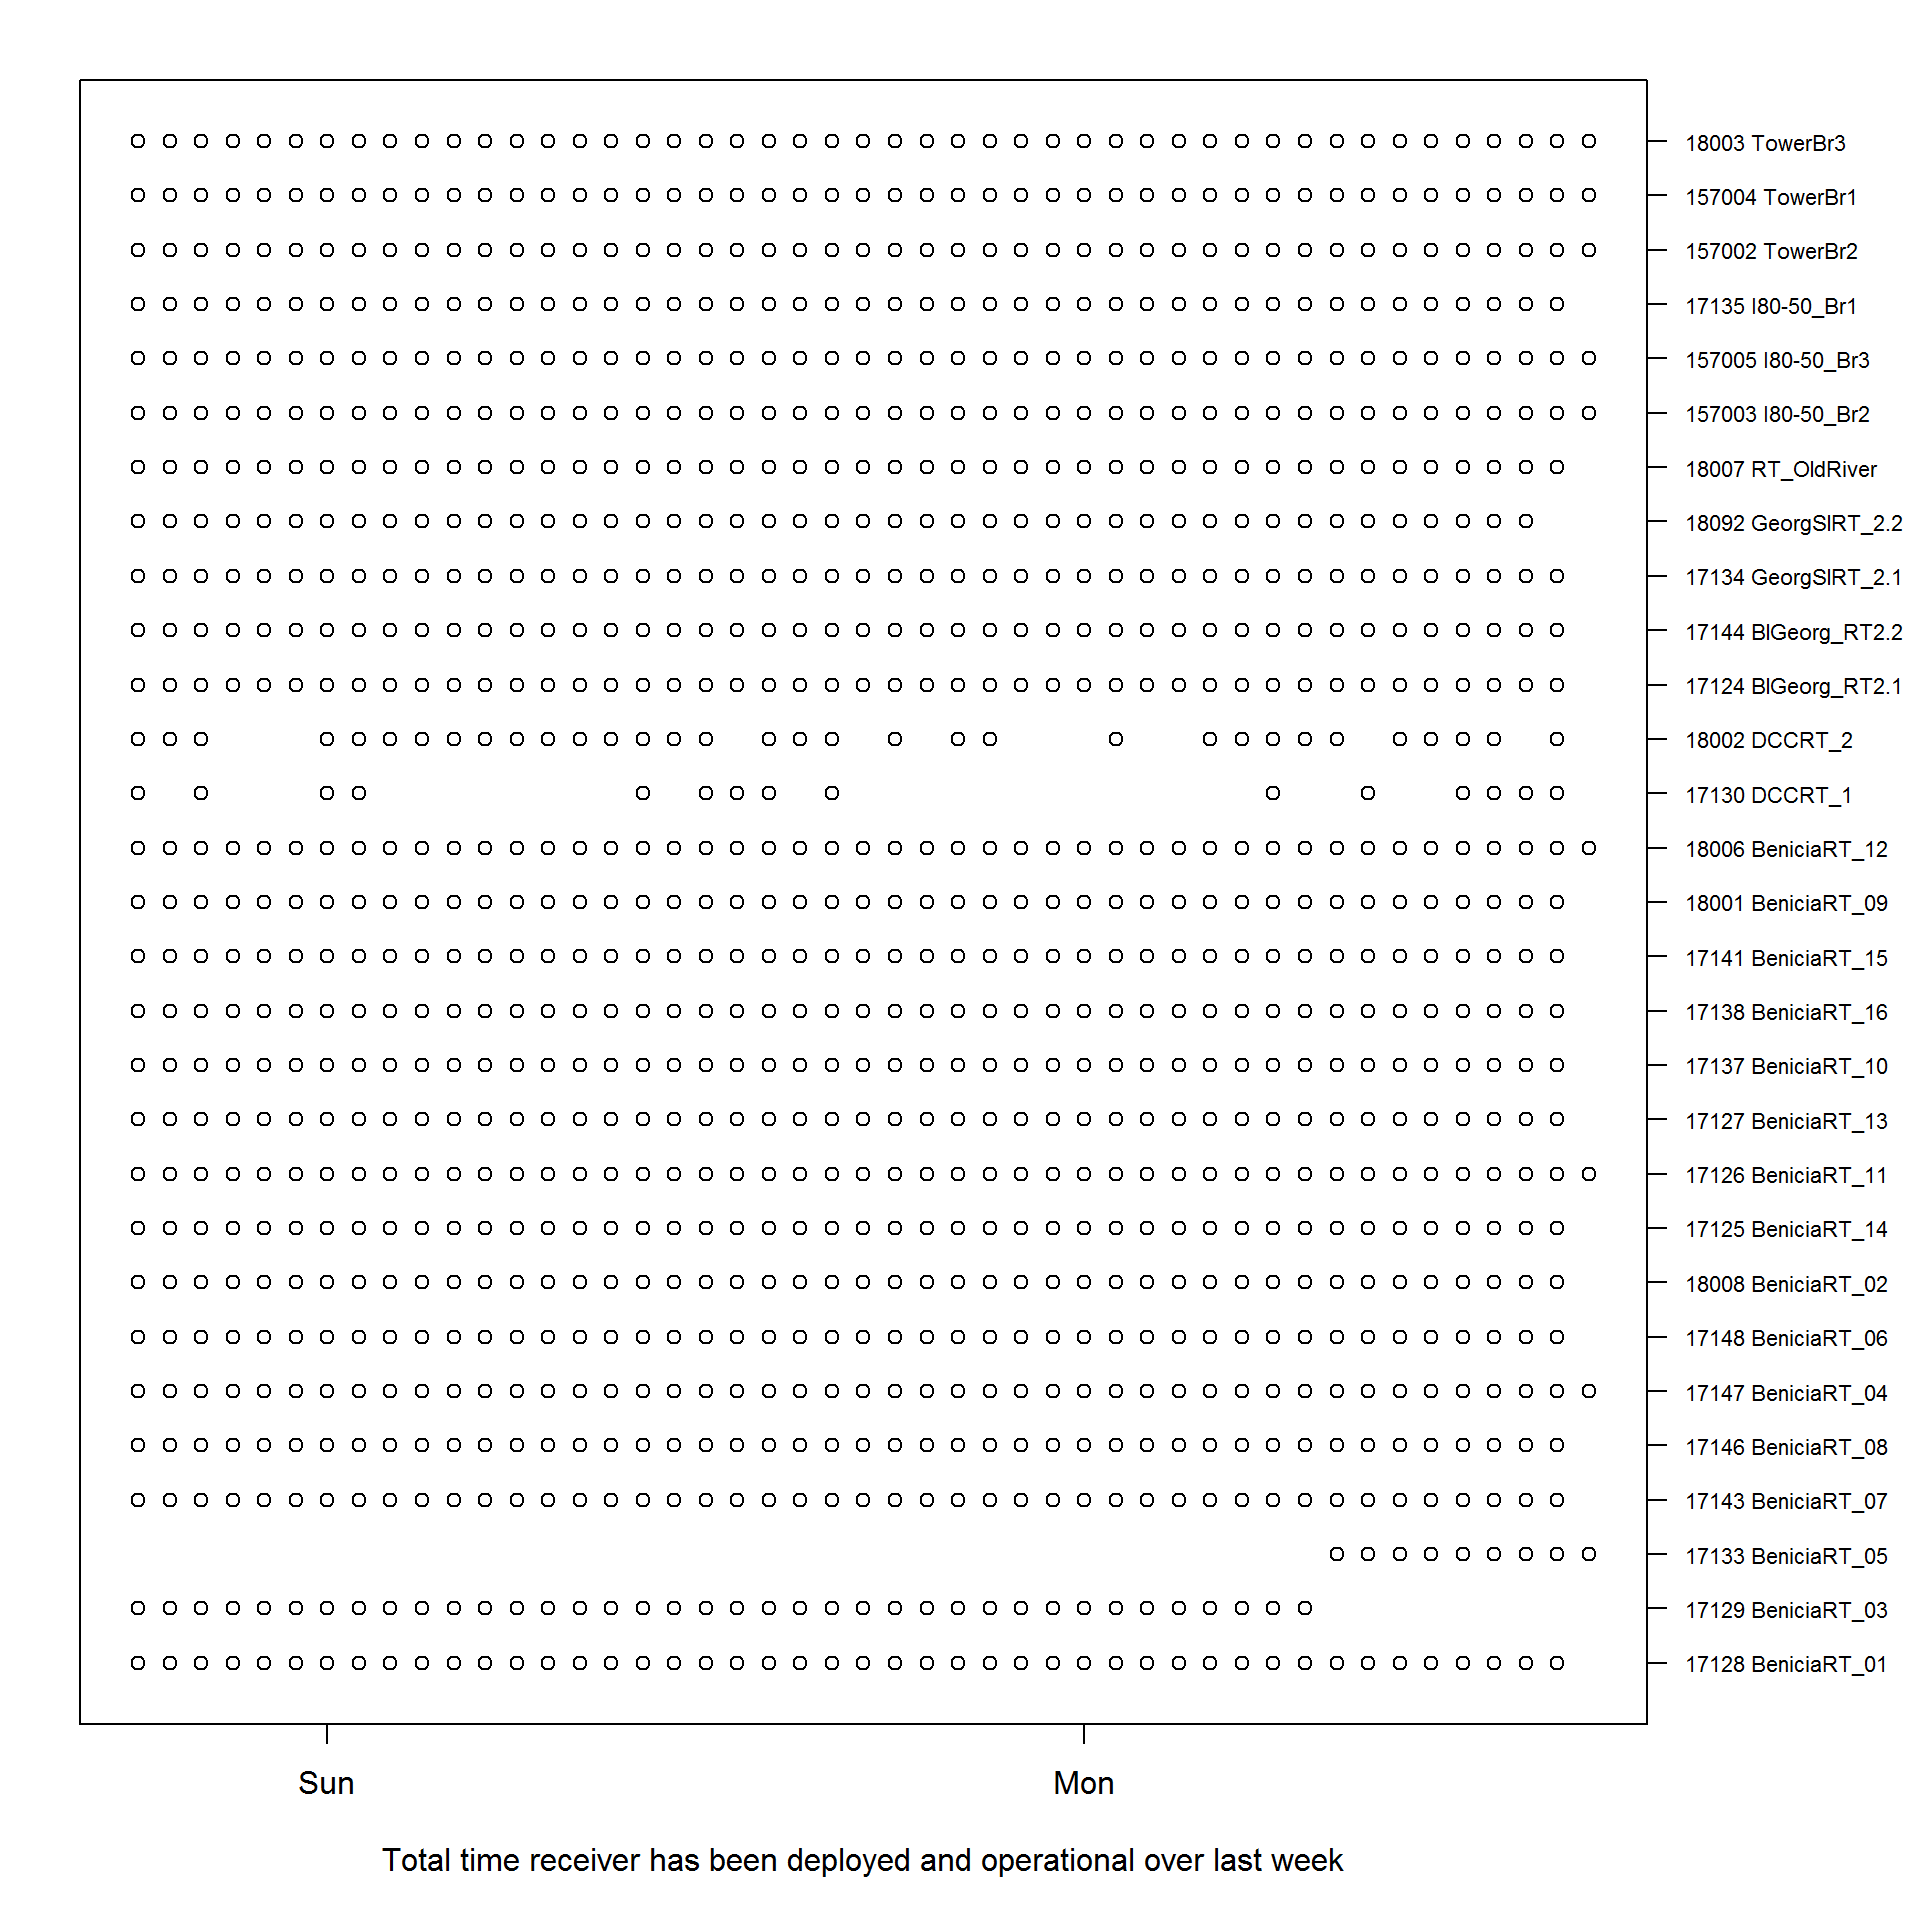 18003 TowerBr3
157004 TowerBr1
157002 TowerBr2
17135 I80-50_Br1
157005 I80-50_Br3
157003 I80-50_Br2
18007 RT_OldRiver
18092 GeorgSlRT_2.2
17134 GeorgSlRT_2.1
17144 BlGeorg_RT2.2
17124 BlGeorg_RT2.1
18002 DCCRT_2
17130 DCCRT_1
18006 BeniciaRT_12
18001 BeniciaRT_09
17141 BeniciaRT_15
17138 BeniciaRT_16
17137 BeniciaRT_10
17127 BeniciaRT_13
17126 BeniciaRT_11
17125 BeniciaRT_14
18008 BeniciaRT_02
17148 BeniciaRT_06
17147 BeniciaRT_04
17146 BeniciaRT_08
17143 BeniciaRT_07
17133 BeniciaRT_05
17129 BeniciaRT_03
17128 BeniciaRT_01
Sun Mon
Total time receiver has been deployed and operational over last week